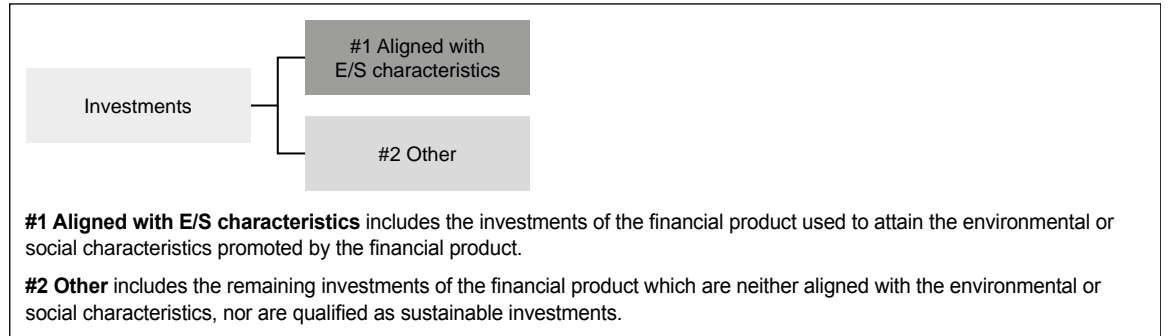 #1 Aligned with
E/S characteristics
Investments
#2 Other
#1 Aligned with E/S characteristics includes the investments of the financial product used to attain the environmental or
social characteristics promoted by the financial product.
#2 Other includes the remaining investments of the financial product which are neither aligned with the environmental or
social characteristics, nor are qualified as sustainable investments.